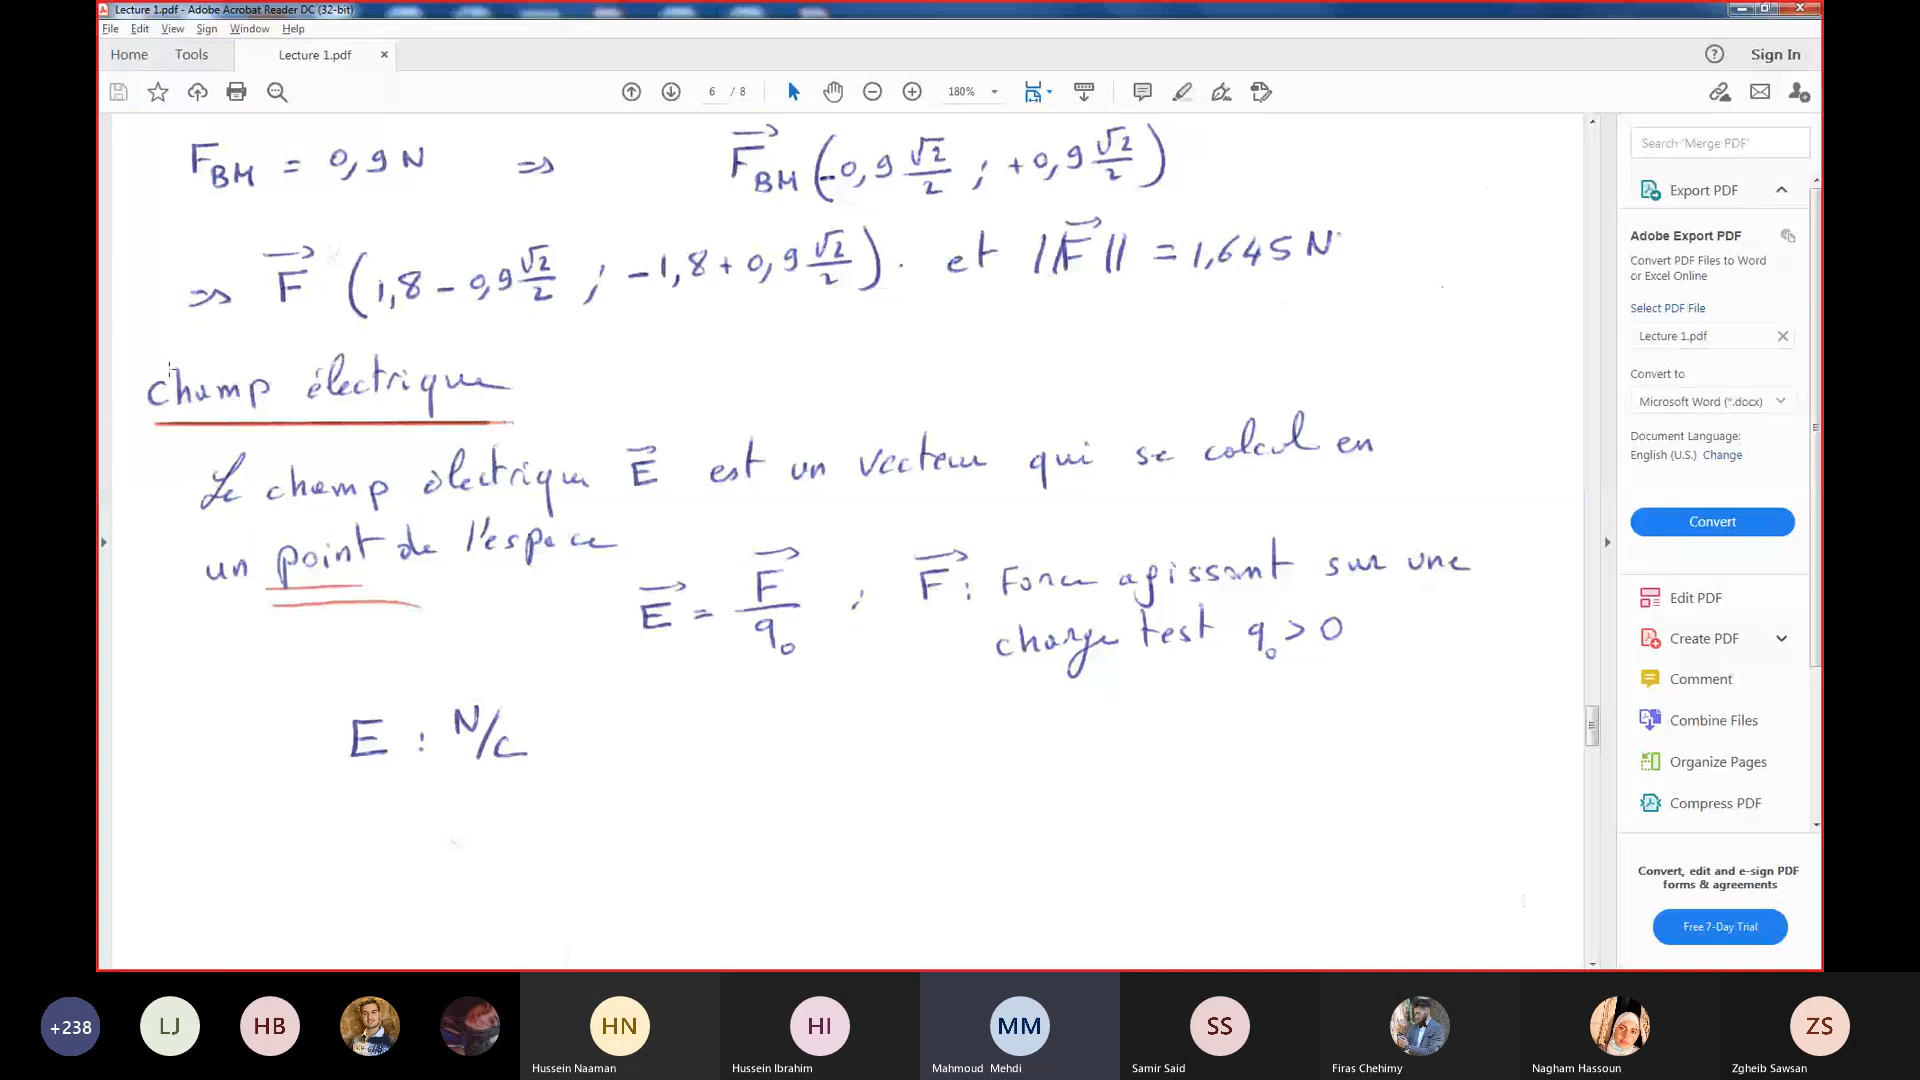 Lecture 1.pdf - Adobe Acrobat Reader DC (32-bit)
File Edit View Sign Window Help
Home Tools Lecture 1.pdf × Sign In
6 / 8 180%
F_BM = 0,9 N ⇒ F⃗_BM (-0,9 √2/2 ; +0,9 √2/2)
⇒ F⃗ (1,8 - 0,9 √2/2 ; -1,8 + 0,9 √2/2). et ||F⃗|| = 1,645 N
Champ électrique
Le champ électrique E⃗ est un vecteur qui se calcul en
un point de l'espace
E⃗ = F⃗/q₀ ; F⃗ : Force agissant sur une
charge test q₀ > 0
E : N/C
Search 'Merge PDF'
Export PDF
Adobe Export PDF
Convert PDF Files to Word
or Excel Online
Select PDF File
Lecture 1.pdf
Convert to
Microsoft Word (*.docx)
Document Language:
English (U.S.) Change
Convert
Edit PDF
Create PDF
Comment
Combine Files
Organize Pages
Compress PDF
Convert, edit and e-sign PDF
forms & agreements
Free 7-Day Trial
+238 LJ HB HN HI MM SS ZS
Hussein Naaman Hussein Ibrahim Mahmoud Mehdi Samir Said Firas Chehimy Nagham Hassoun Zgheib Sawsan